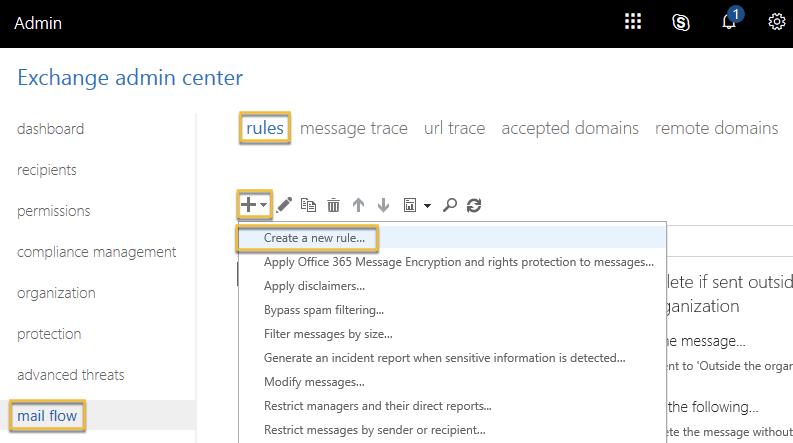 Admin
1
Exchange admin center
dashboard
recipients
permissions
compliance management
organization
protection
advanced threats
mail flow
rules message trace url trace accepted domains remote domains
Create a new rule...
Apply Office 365 Message Encryption and rights protection to messages...
Apply disclaimers...
Bypass spam filtering...
Filter messages by size...
Generate an incident report when sensitive information is detected...
Modify messages...
Restrict managers and their direct reports...
Restrict messages by sender or recipient...
lete if sent outsid
ganization
e message...
ent to 'Outside the organ
the following...
ete the message without